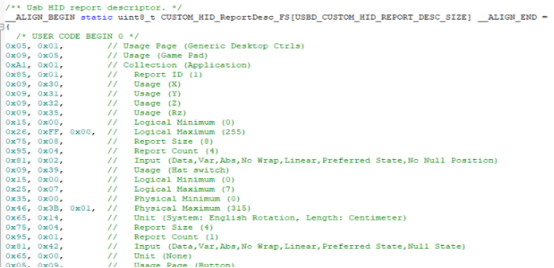 /** Usb HID report descriptor. */
__ALIGN_BEGIN static uint8_t CUSTOM_HID_ReportDesc_FS[USBD_CUSTOM_HID_REPORT_DESC_SIZE] __ALIGN_END =
{
/* USER CODE BEGIN 0 */
0x05, 0x01, // Usage Page (Generic Desktop Ctrls)
0x09, 0x05, // Usage (Game Pad)
0xA1, 0x01, // Collection (Application)
0x85, 0x01, // Report ID (1)
0x09, 0x30, // Usage (X)
0x09, 0x31, // Usage (Y)
0x09, 0x32, // Usage (Z)
0x09, 0x35, // Usage (Rz)
0x15, 0x00, // Logical Minimum (0)
0x26, 0xFF, 0x00, // Logical Maximum (255)
0x75, 0x08, // Report Size (8)
0x95, 0x04, // Report Count (4)
0x81, 0x02, // Input (Data,Var,Abs,No Wrap,Linear,Preferred State,No Null Position)
0x09, 0x39, // Usage (Hat switch)
0x15, 0x00, // Logical Minimum (0)
0x25, 0x07, // Logical Maximum (7)
0x35, 0x00, // Physical Minimum (0)
0x46, 0x3B, 0x01, // Physical Maximum (315)
0x65, 0x14, // Unit (System: English Rotation, Length: Centimeter)
0x75, 0x04, // Report Size (4)
0x95, 0x01, // Report Count (1)
0x81, 0x42, // Input (Data,Var,Abs,No Wrap,Linear,Preferred State,Null State)
0x65, 0x00, // Unit (None)
0x05, 0x09, // Usage Page (Button)